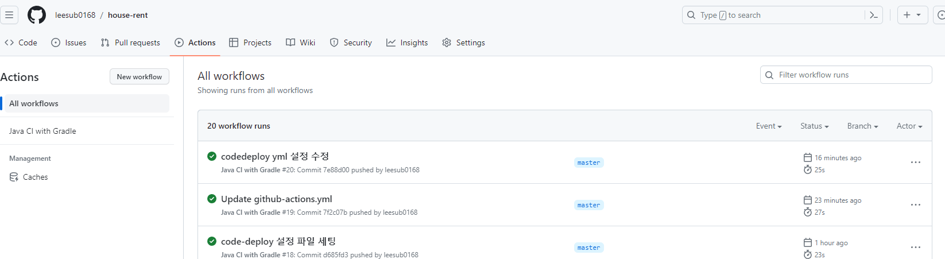 leesub0168 / house-rent
Type / to search
Code Issues Pull requests Actions Projects Wiki Security Insights Settings
Actions
New workflow
All workflows
Java CI with Gradle
Management
Caches
All workflows
Showing runs from all workflows
Filter workflow runs
20 workflow runs
Event Status Branch Actor
codedeploy yml 설정 수정
Java CI with Gradle #20: Commit 7e88d00 pushed by leesub0168
master
16 minutes ago
25s
Update github-actions.yml
Java CI with Gradle #19: Commit 7f2c07b pushed by leesub0168
master
23 minutes ago
27s
code-deploy 설정 파일 세팅
Java CI with Gradle #18: Commit d685fd3 pushed by leesub0168
master
1 hour ago
23s